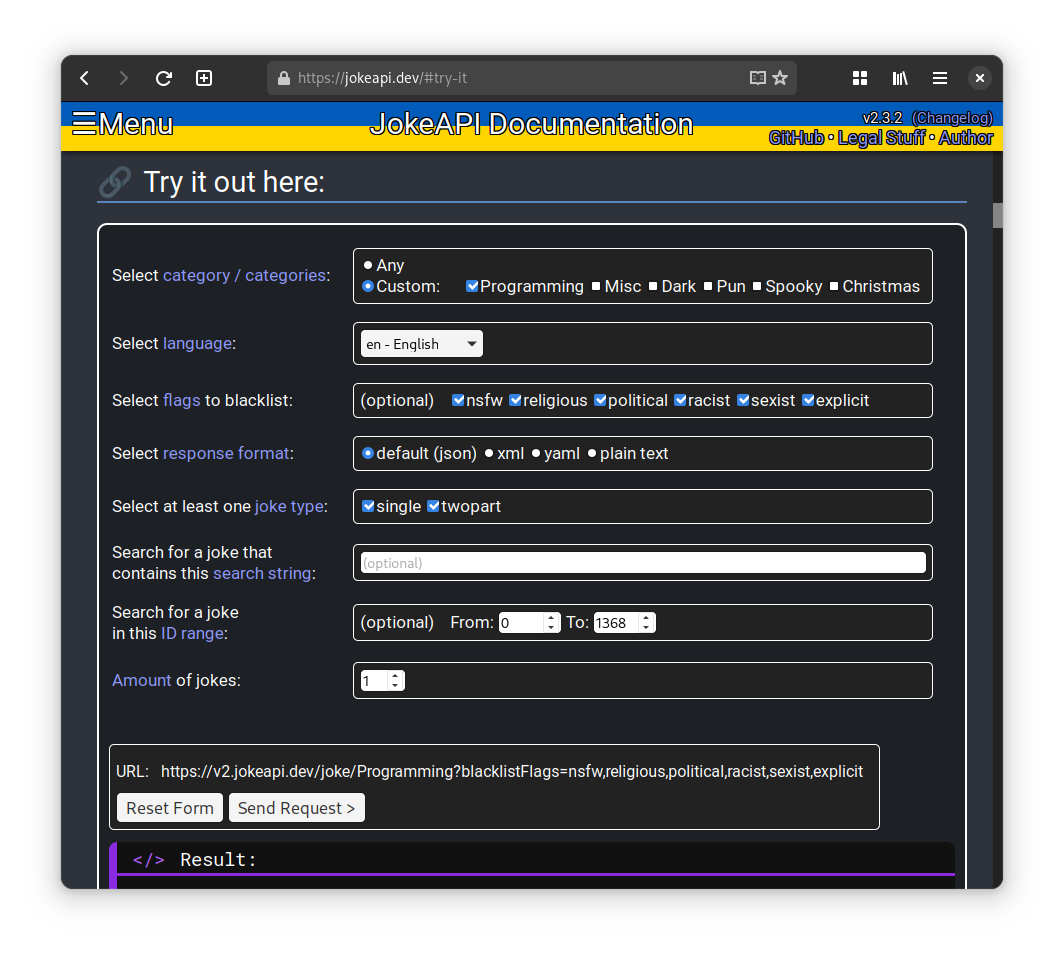 https://jokeapi.dev/#try-it
Menu
JokeAPI Documentation
v2.3.2 (Changelog)
GitHub • Legal Stuff • Author
Try it out here:
Select category / categories:
Any
Custom: Programming Misc Dark Pun Spooky Christmas
Select language:
en - English
Select flags to blacklist:
(optional) nsfw religious political racist sexist explicit
Select response format:
default (json) xml yaml plain text
Select at least one joke type:
single twopart
Search for a joke that
contains this search string:
(optional)
Search for a joke
in this ID range:
(optional) From: 0 To: 1368
Amount of jokes:
1
URL: https://v2.jokeapi.dev/joke/Programming?blacklistFlags=nsfw,religious,political,racist,sexist,explicit
Reset Form Send Request >
</> Result: